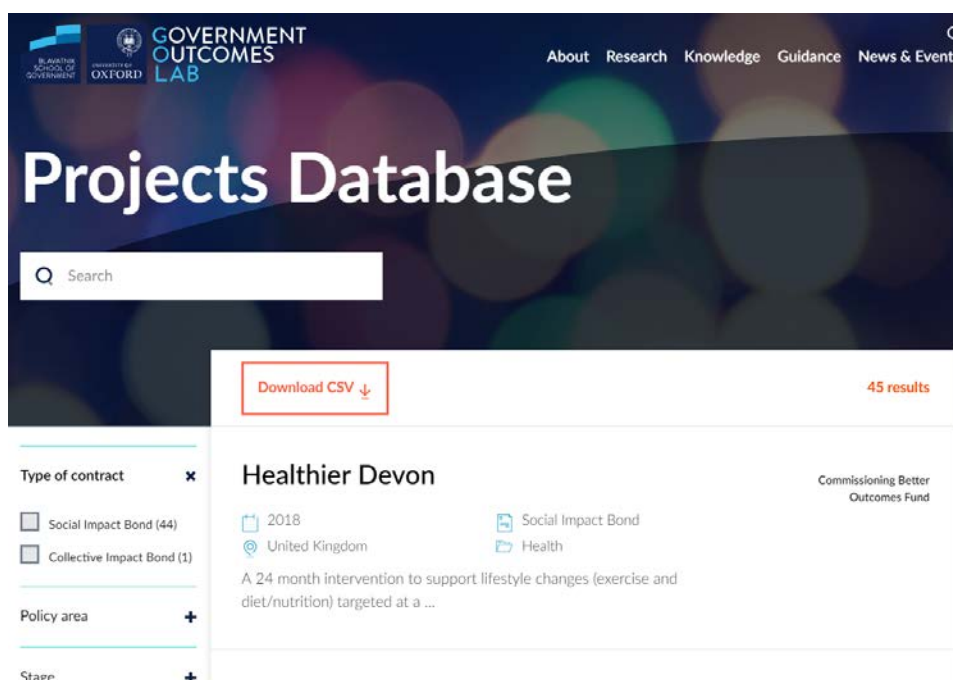 GOVERNMENT
OUTCOMES
LAB
BLAVATNIK
SCHOOL OF
GOVERNMENT
UNIVERSITY OF
OXFORD
About Research Knowledge Guidance News & Event
Projects Database
Search
Download CSV
45 results
Type of contract
Social Impact Bond (44)
Collective Impact Bond (1)
Policy area
Stage
Healthier Devon
Commissioning Better
Outcomes Fund
2018
Social Impact Bond
United Kingdom
Health
A 24 month intervention to support lifestyle changes (exercise and
diet/nutrition) targeted at a ...